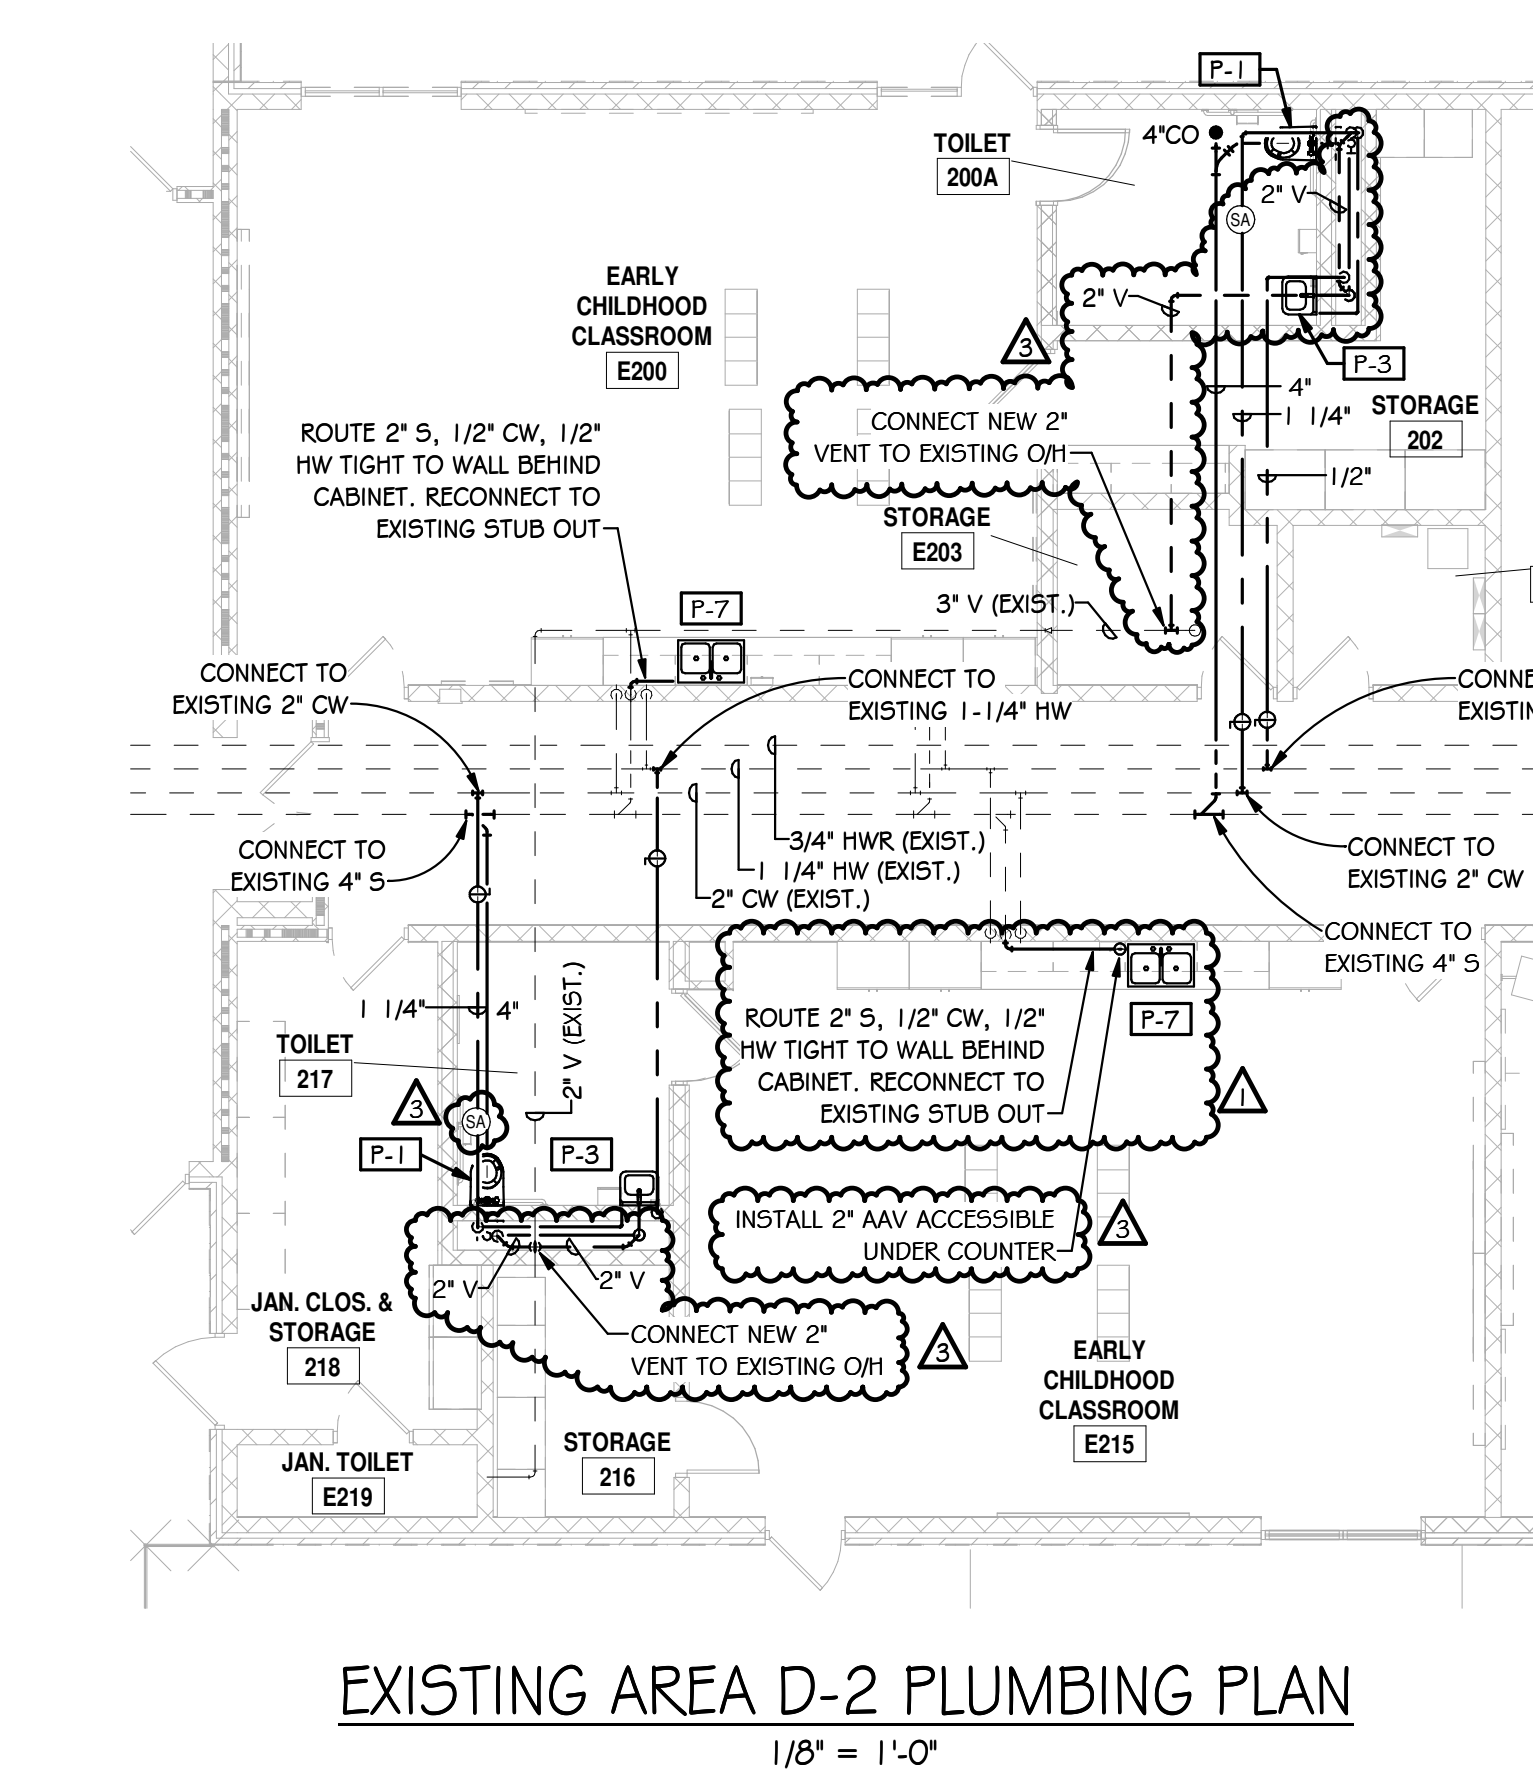 P-1
4"CO
TOILET
200A
2" V
SA
EARLY
CHILDHOOD
CLASSROOM
E200
2" V
3
P-3
4"
1 1/4"
STORAGE
202
CONNECT NEW 2"
VENT TO EXISTING O/H
1/2"
ROUTE 2" S, 1/2" CW, 1/2"
HW TIGHT TO WALL BEHIND
CABINET. RECONNECT TO
EXISTING STUB OUT
STORAGE
E203
3" V (EXIST.)
P-7
CONNECT TO
EXISTING 2" CW
CONNECT TO
EXISTING 1-1/4" HW
CONNE
EXISTIN
3/4" HWR (EXIST.)
1 1/4" HW (EXIST.)
2" CW (EXIST.)
CONNECT TO
EXISTING 4" S
CONNECT TO
EXISTING 2" CW
CONNECT TO
EXISTING 4" S
1 1/4"
4"
2" V (EXIST.)
TOILET
217
ROUTE 2" S, 1/2" CW, 1/2"
HW TIGHT TO WALL BEHIND
CABINET. RECONNECT TO
EXISTING STUB OUT
P-7
1
3
SA
P-1
P-3
INSTALL 2" AAV ACCESSIBLE
UNDER COUNTER
3
2" V
2" V
JAN. CLOS. &
STORAGE
218
CONNECT NEW 2"
VENT TO EXISTING O/H
3
EARLY
CHILDHOOD
CLASSROOM
E215
JAN. TOILET
E219
STORAGE
216
EXISTING AREA D-2 PLUMBING PLAN
1/8" = 1'-0"